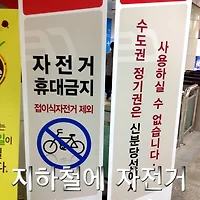 자전거
휴대금지
접이식자전거 제외
수도권 정기권은 신분당선에서
사용하실 수 없습니다.
지하철에 자전거